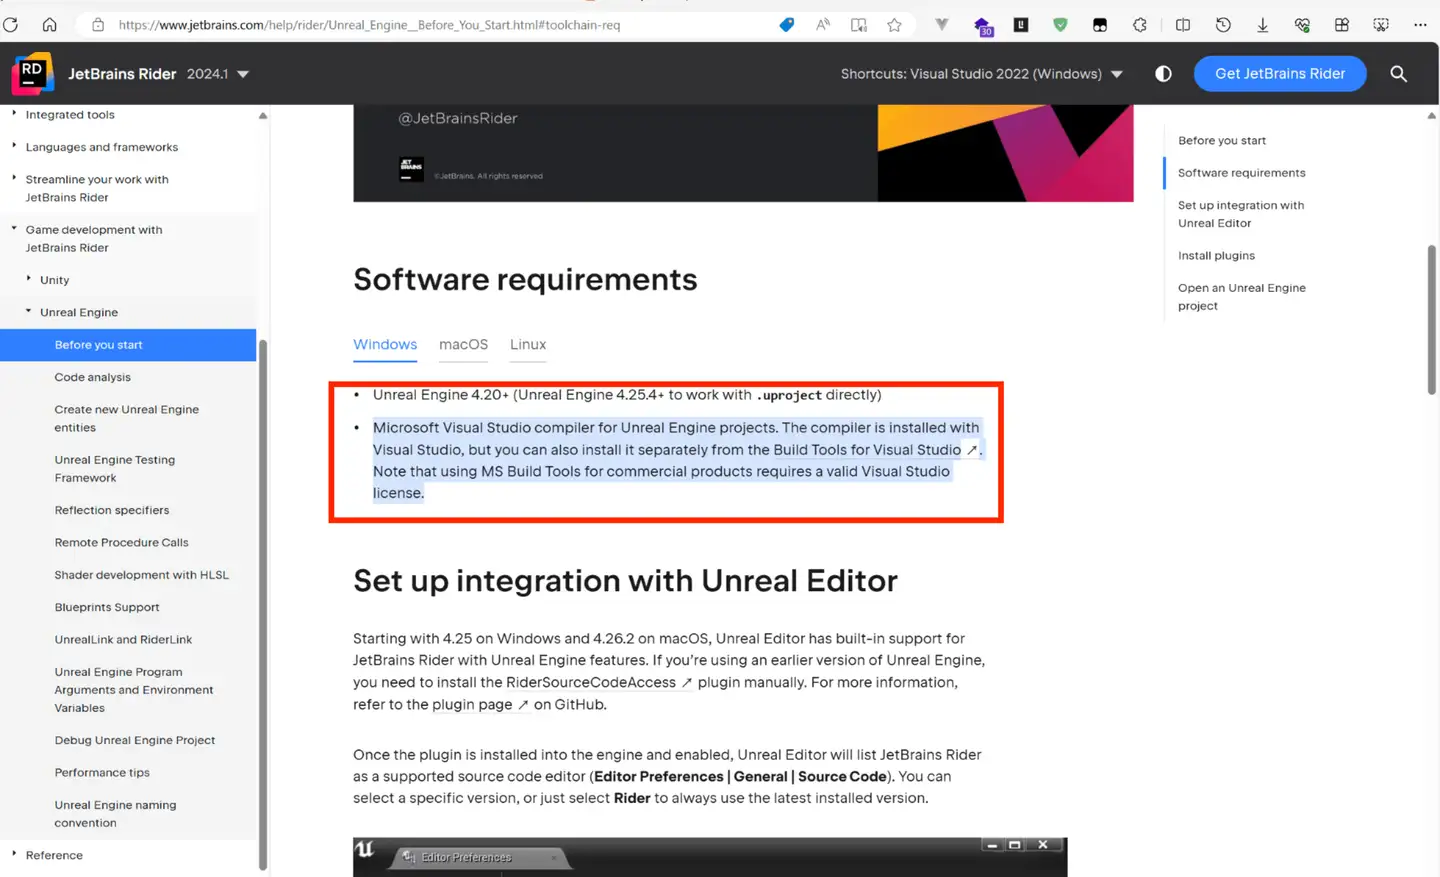 https://www.jetbrains.com/help/rider/Unreal_Engine__Before_You_Start.html#toolchain-req
30
RD
JetBrains Rider 2024.1
Shortcuts: Visual Studio 2022 (Windows)
Get JetBrains Rider
Integrated tools
Languages and frameworks
Streamline your work with
JetBrains Rider
Game development with
JetBrains Rider
Unity
Unreal Engine
Before you start
Code analysis
Create new Unreal Engine
entities
Unreal Engine Testing
Framework
Reflection specifiers
Remote Procedure Calls
Shader development with HLSL
Blueprints Support
UnrealLink and RiderLink
Unreal Engine Program
Arguments and Environment
Variables
Debug Unreal Engine Project
Performance tips
Unreal Engine naming
convention
Reference
@JetBrainsRider
JET
BRAINS
©JetBrains. All rights reserved
Software requirements
Windows macOS Linux
• Unreal Engine 4.20+ (Unreal Engine 4.25.4+ to work with .uproject directly)
• Microsoft Visual Studio compiler for Unreal Engine projects. The compiler is installed with
Visual Studio, but you can also install it separately from the Build Tools for Visual Studio ↗.
Note that using MS Build Tools for commercial products requires a valid Visual Studio
license.
Set up integration with Unreal Editor
Starting with 4.25 on Windows and 4.26.2 on macOS, Unreal Editor has built-in support for
JetBrains Rider with Unreal Engine features. If you're using an earlier version of Unreal Engine,
you need to install the RiderSourceCodeAccess ↗ plugin manually. For more information,
refer to the plugin page ↗ on GitHub.
Once the plugin is installed into the engine and enabled, Unreal Editor will list JetBrains Rider
as a supported source code editor (Editor Preferences | General | Source Code). You can
select a specific version, or just select Rider to always use the latest installed version.
Editor Preferences
Before you start
Software requirements
Set up integration with
Unreal Editor
Install plugins
Open an Unreal Engine
project